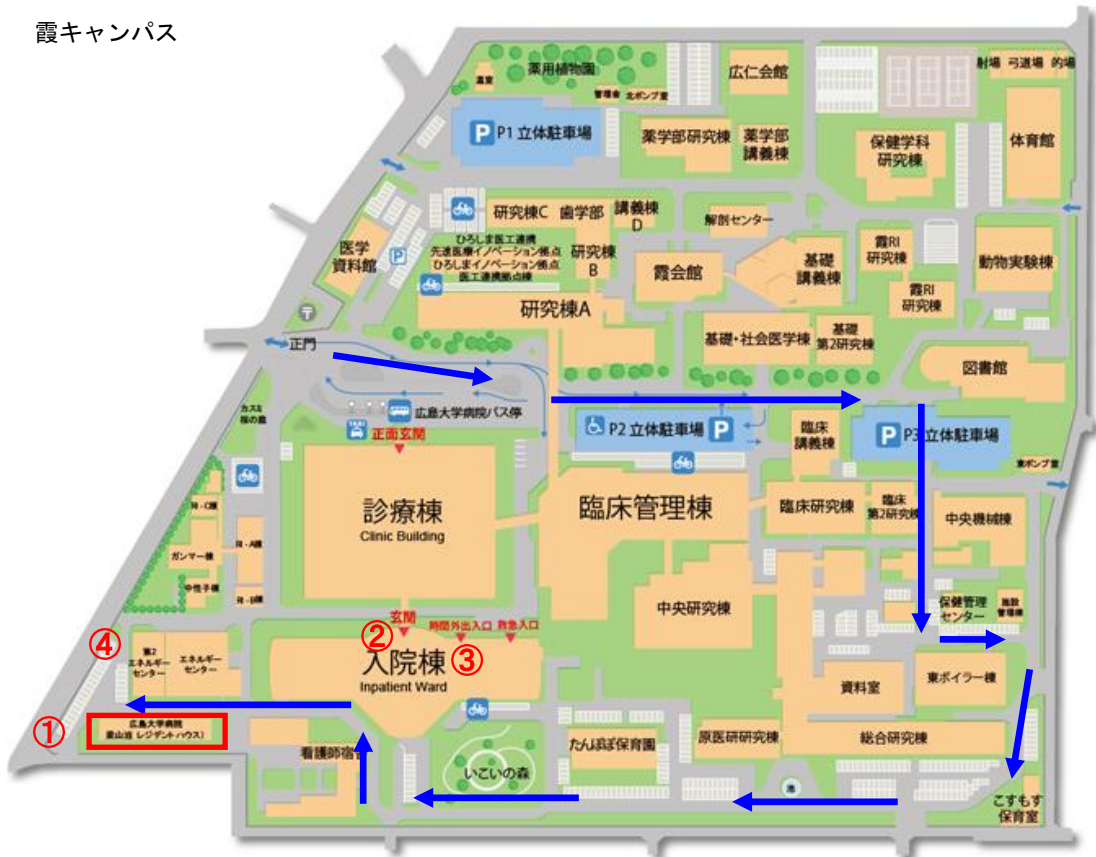 霞キャンパス
薬用植物園
温室
管理舎
北ポンプ室
広仁会館
射場 弓道場 的場
P P1 立体駐車場
薬学部研究棟
薬学部
講義棟
保健学科
研究棟
体育館
研究棟C 歯学部
講義棟
D
解剖センター
医学
資料館
P
ひろしま医工連携
先進医療イノベーション拠点
ひろしまイノベーション拠点
医工連携拠点棟
研究棟
B
霞会館
基礎
講義棟
霞RI
研究棟
霞RI
研究棟
動物実験棟
研究棟A
基礎・社会医学棟
基礎
第2研究棟
図書館
〒
正門
広島大学病院バス停
TAXI
正面玄関
P2 立体駐車場 P
臨床
講義棟
P P3 立体駐車場
東ポンプ室
診療棟
Clinic Building
臨床管理棟
臨床研究棟
臨床
第2研究棟
中央機械棟
RI-C棟
ガンマー棟
RI-A棟
中性子棟
RI-B棟
中央研究棟
保健管理
センター
施設
管理棟
玄関
②
時間外出入口
救急入口
③
入院棟
Inpatient Ward
④
第2
エネルギー
センター
エネルギー
センター
資料室
東ボイラー棟
①
広島大学病院
梁山泊(レジデントハウス)
看護師宿舎
いこいの森
たんぽぽ保育園
原医研研究棟
総合研究棟
池
こすもす
保育室